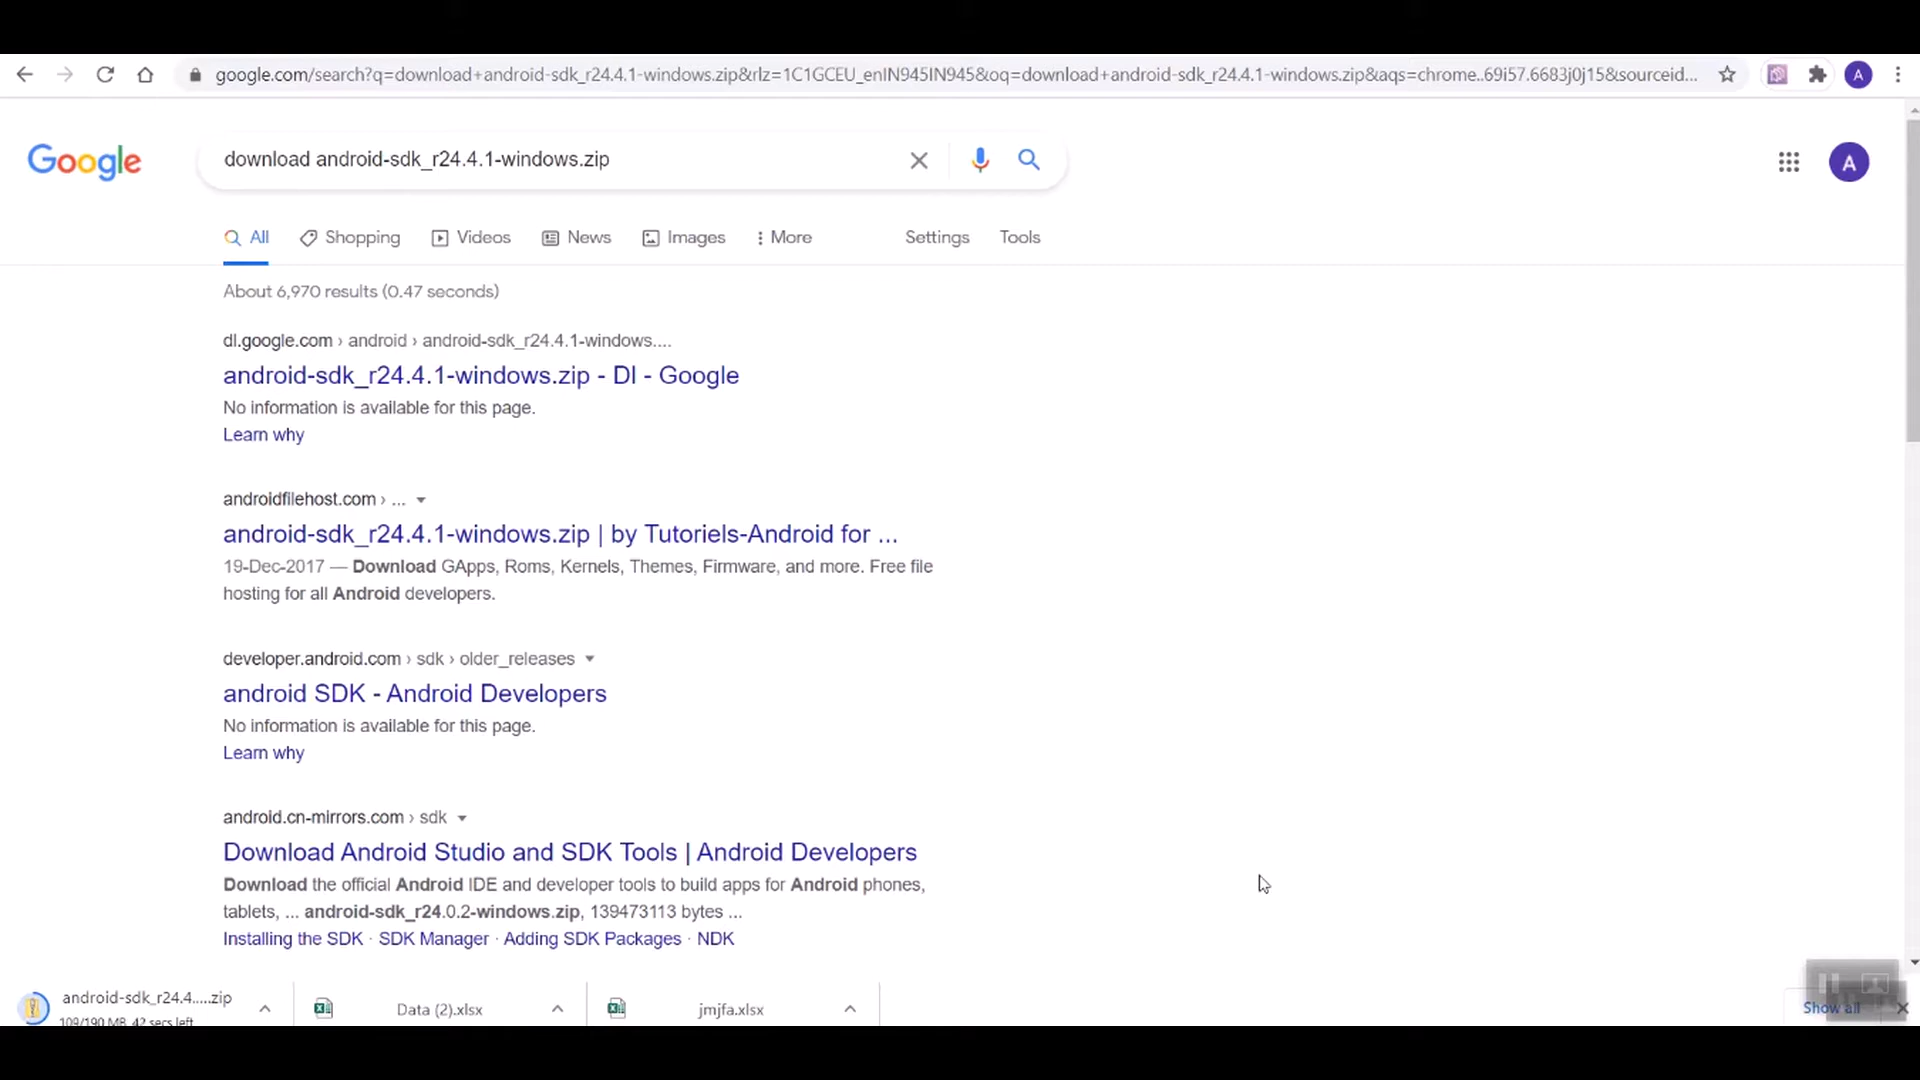 google.com/search?q=download+android-sdk_r24.4.1-windows.zip&rlz=1C1GCEU_enIN945IN945&oq=download+android-sdk_r24.4.1-windows.zip&aqs=chrome..69i57.6683j0j15&sourceid...
A
Google
download android-sdk_r24.4.1-windows.zip
A
All
Shopping
Videos
News
Images
More
Settings
Tools
About 6,970 results (0.47 seconds)
dl.google.com › android › android-sdk_r24.4.1-windows....
android-sdk_r24.4.1-windows.zip - Dl - Google
No information is available for this page.
Learn why
androidfilehost.com › ...
android-sdk_r24.4.1-windows.zip | by Tutoriels-Android for ...
19-Dec-2017 — Download GApps, Roms, Kernels, Themes, Firmware, and more. Free file
hosting for all Android developers.
developer.android.com › sdk › older_releases
android SDK - Android Developers
No information is available for this page.
Learn why
android.cn-mirrors.com › sdk
Download Android Studio and SDK Tools | Android Developers
Download the official Android IDE and developer tools to build apps for Android phones,
tablets, ... android-sdk_r24.0.2-windows.zip, 139473113 bytes ...
Installing the SDK · SDK Manager · Adding SDK Packages · NDK
android-sdk_r24.4.....zip
109/190 MB, 42 secs left
Data (2).xlsx
jmjfa.xlsx
Show all